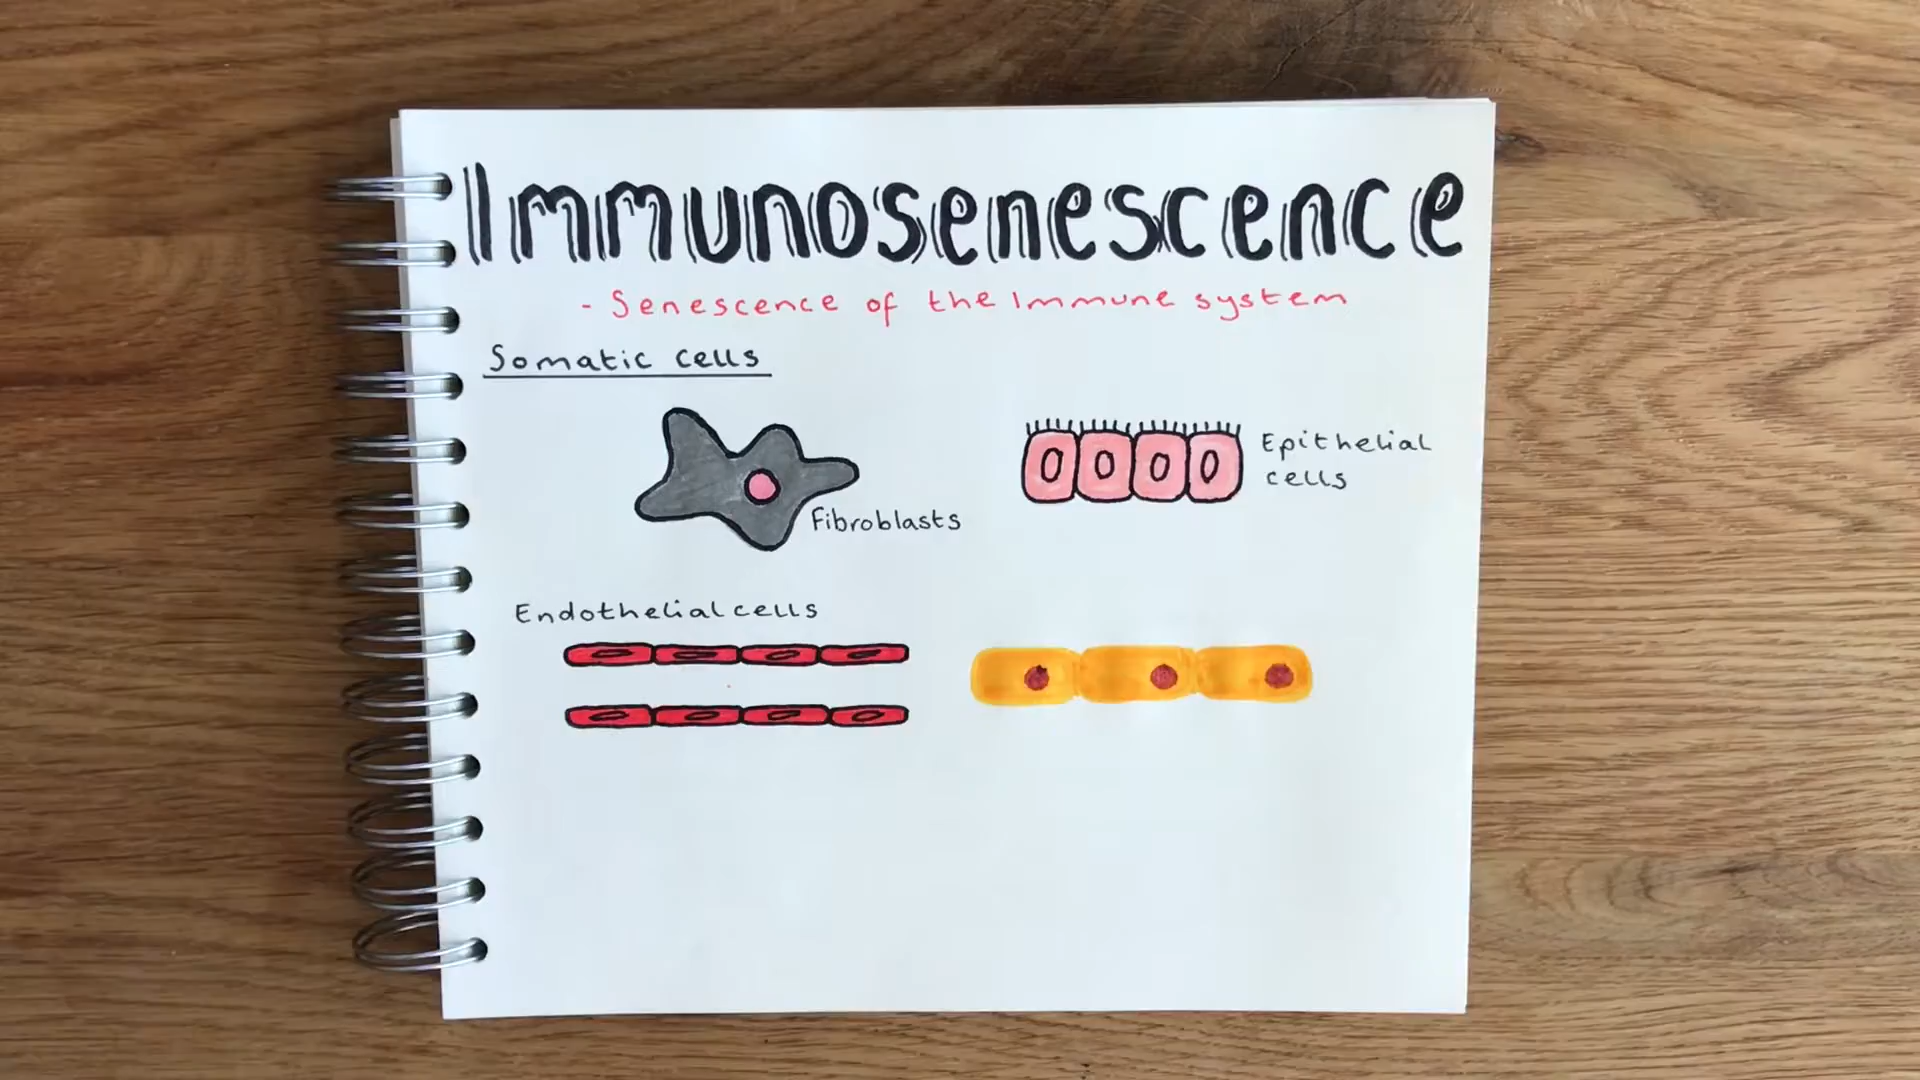 Immunosenescence
- Senescence of the Immune system
Somatic cells
Epithelial
cells
Fibroblasts
Endothelial cells